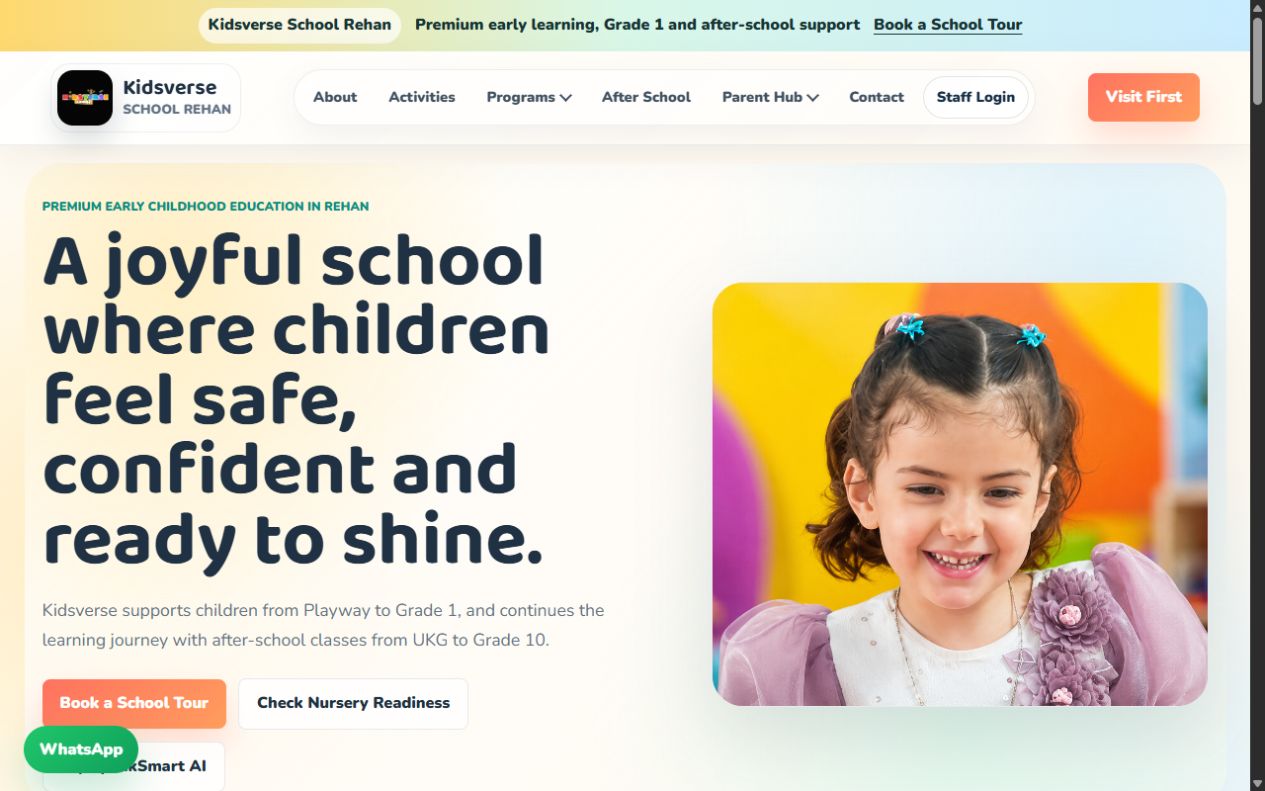 Kidsverse School Rehan Premium early learning, Grade 1 and after-school support Book a School Tour
Kidsverse
SCHOOL REHAN
About Activities Programs After School Parent Hub Contact Staff Login
Visit First
PREMIUM EARLY CHILDHOOD EDUCATION IN REHAN
A joyful school
where children
feel safe,
confident and
ready to shine.
Kidsverse supports children from Playway to Grade 1, and continues the
learning journey with after-school classes from UKG to Grade 10.
Book a School Tour Check Nursery Readiness
WhatsApp
Smart AI